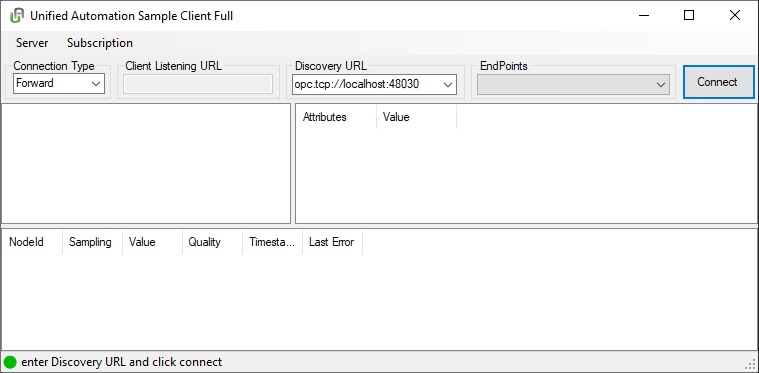 Unified Automation Sample Client Full
Server Subscription
Connection Type Client Listening URL Discovery URL EndPoints
Forward opc.tcp://localhost:48030 Connect
Attributes Value
NodeId Sampling Value Quality Timesta... Last Error
enter Discovery URL and click connect